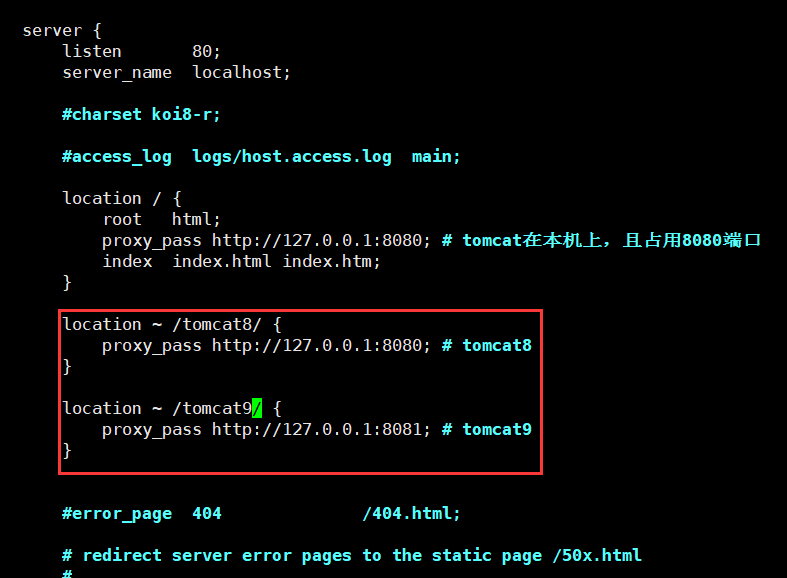 server {
    listen       80;
    server_name  localhost;
    #charset koi8-r;
    #access_log  logs/host.access.log  main;
    location / {
        root   html;
        proxy_pass http://127.0.0.1:8080; # tomcat在本机上，且占用8080端口
        index  index.html index.htm;
    }
    location ~ /tomcat8/ {
        proxy_pass http://127.0.0.1:8080; # tomcat8
    }
    location ~ /tomcat9/ {
        proxy_pass http://127.0.0.1:8081; # tomcat9
    }
    #error_page  404              /404.html;
    # redirect server error pages to the static page /50x.html
    #